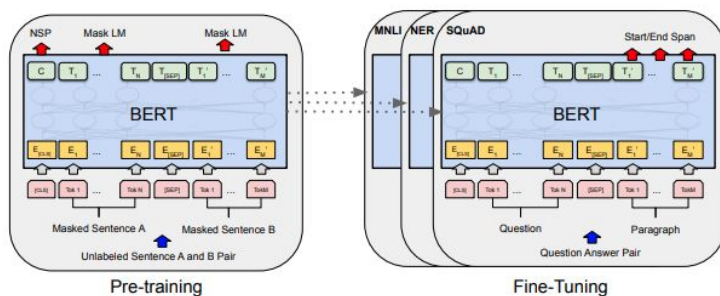 NSP Mask LM Mask LM
C T1 ... TN T[SEP] T1' ... TM'
BERT
E[CLS] E1 ... EN E[SEP] E1' ... EM'
[CLS] Tok 1 ... Tok N [SEP] Tok 1 ... TokM
Masked Sentence A Masked Sentence B
Unlabeled Sentence A and B Pair
Pre-training
MNLI NER SQuAD
Start/End Span
C T1 ... TN T[SEP] T1' ... TM'
BERT
E[CLS] E1 ... EN E[SEP] E1' ... EM'
[CLS] Tok 1 ... Tok N [SEP] Tok 1 ... TokM
Question Paragraph
Question Answer Pair
Fine-Tuning